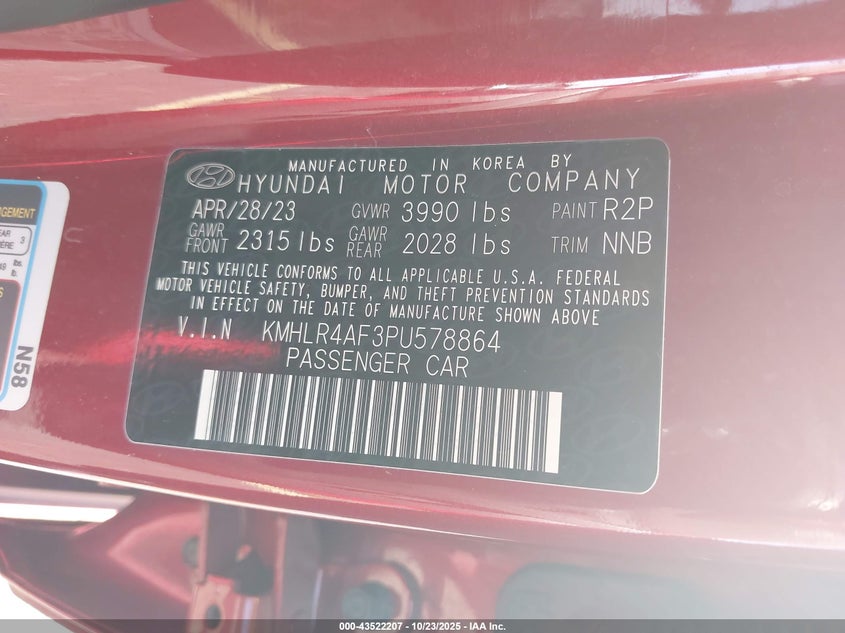 MANUFACTURED IN KOREA BY
HYUNDAI MOTOR COMPANY
APR/28/23 GVWR 3990 lbs PAINT R2P
GAWR FRONT 2315 lbs GAWR REAR 2028 lbs TRIM NNB
THIS VEHICLE CONFORMS TO ALL APPLICABLE U.S.A. FEDERAL
MOTOR VEHICLE SAFETY, BUMPER, AND THEFT PREVENTION STANDARDS
IN EFFECT ON THE DATE OF MANUFACTURE SHOWN ABOVE
V.I.N KMHLR4AF3PU578864
PASSENGER CAR
3
lbs.
lb.
N58
000-43522207 - 10/23/2025 - IAA Inc.